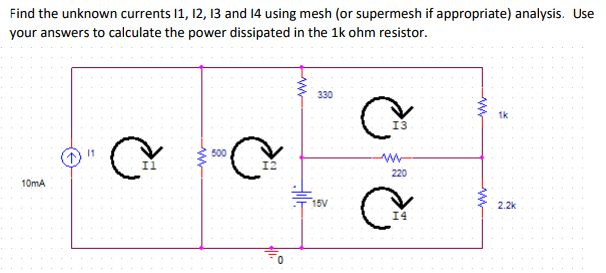 Find the unknown currents I1, I2, I3 and I4 using mesh (or supermesh if appropriate) analysis. Use
your answers to calculate the power dissipated in the 1k ohm resistor.
330
1k
I3
I1
I1
500
I2
220
10mA
15V
I4
2.2k
0